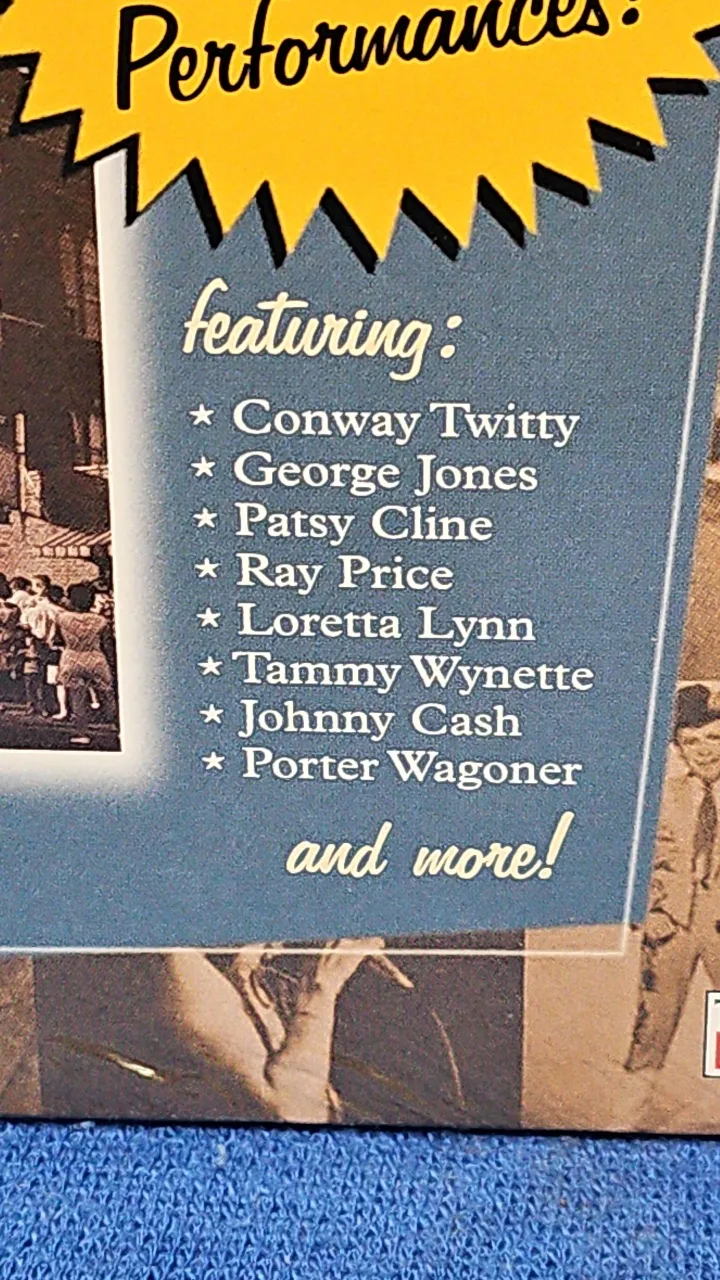 Performances!
featuring:
★ Conway Twitty
★ George Jones
★ Patsy Cline
★ Ray Price
★ Loretta Lynn
★ Tammy Wynette
★ Johnny Cash
★ Porter Wagoner
and more!